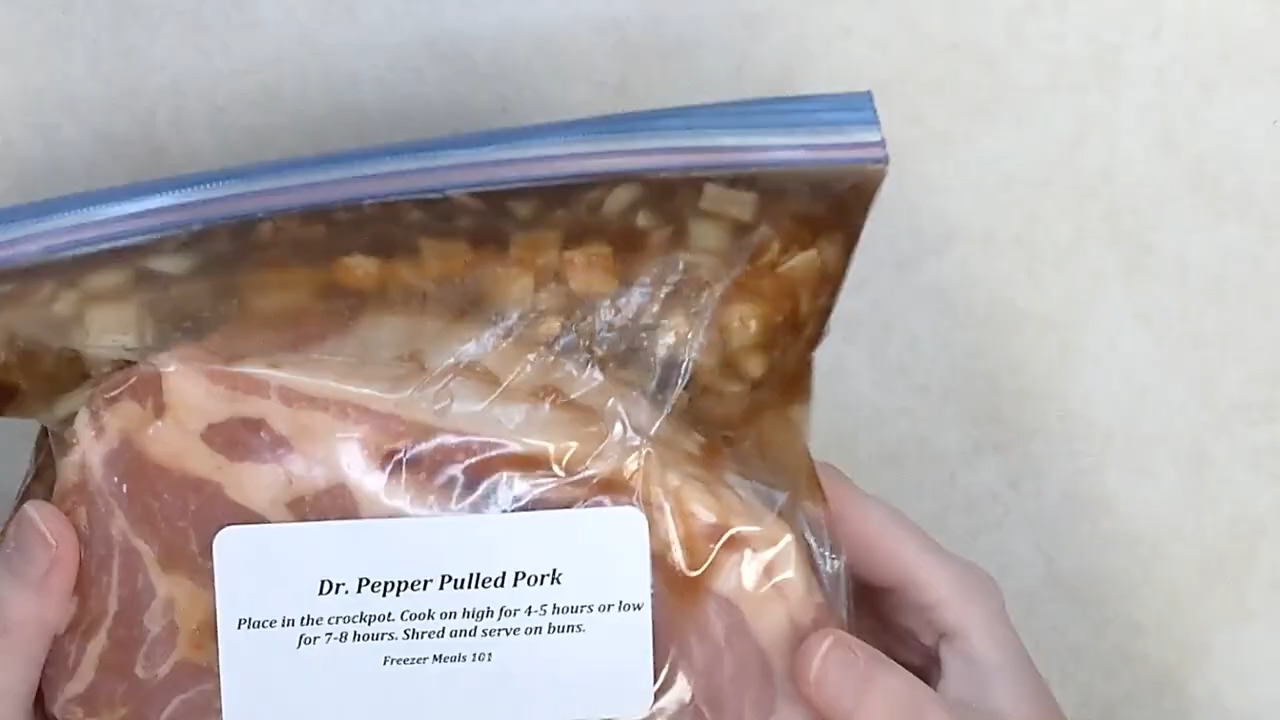 Dr. Pepper Pulled Pork
Place in the crockpot. Cook on high for 4-5 hours or low
for 7-8 hours. Shred and serve on buns.
Freezer Meals 101